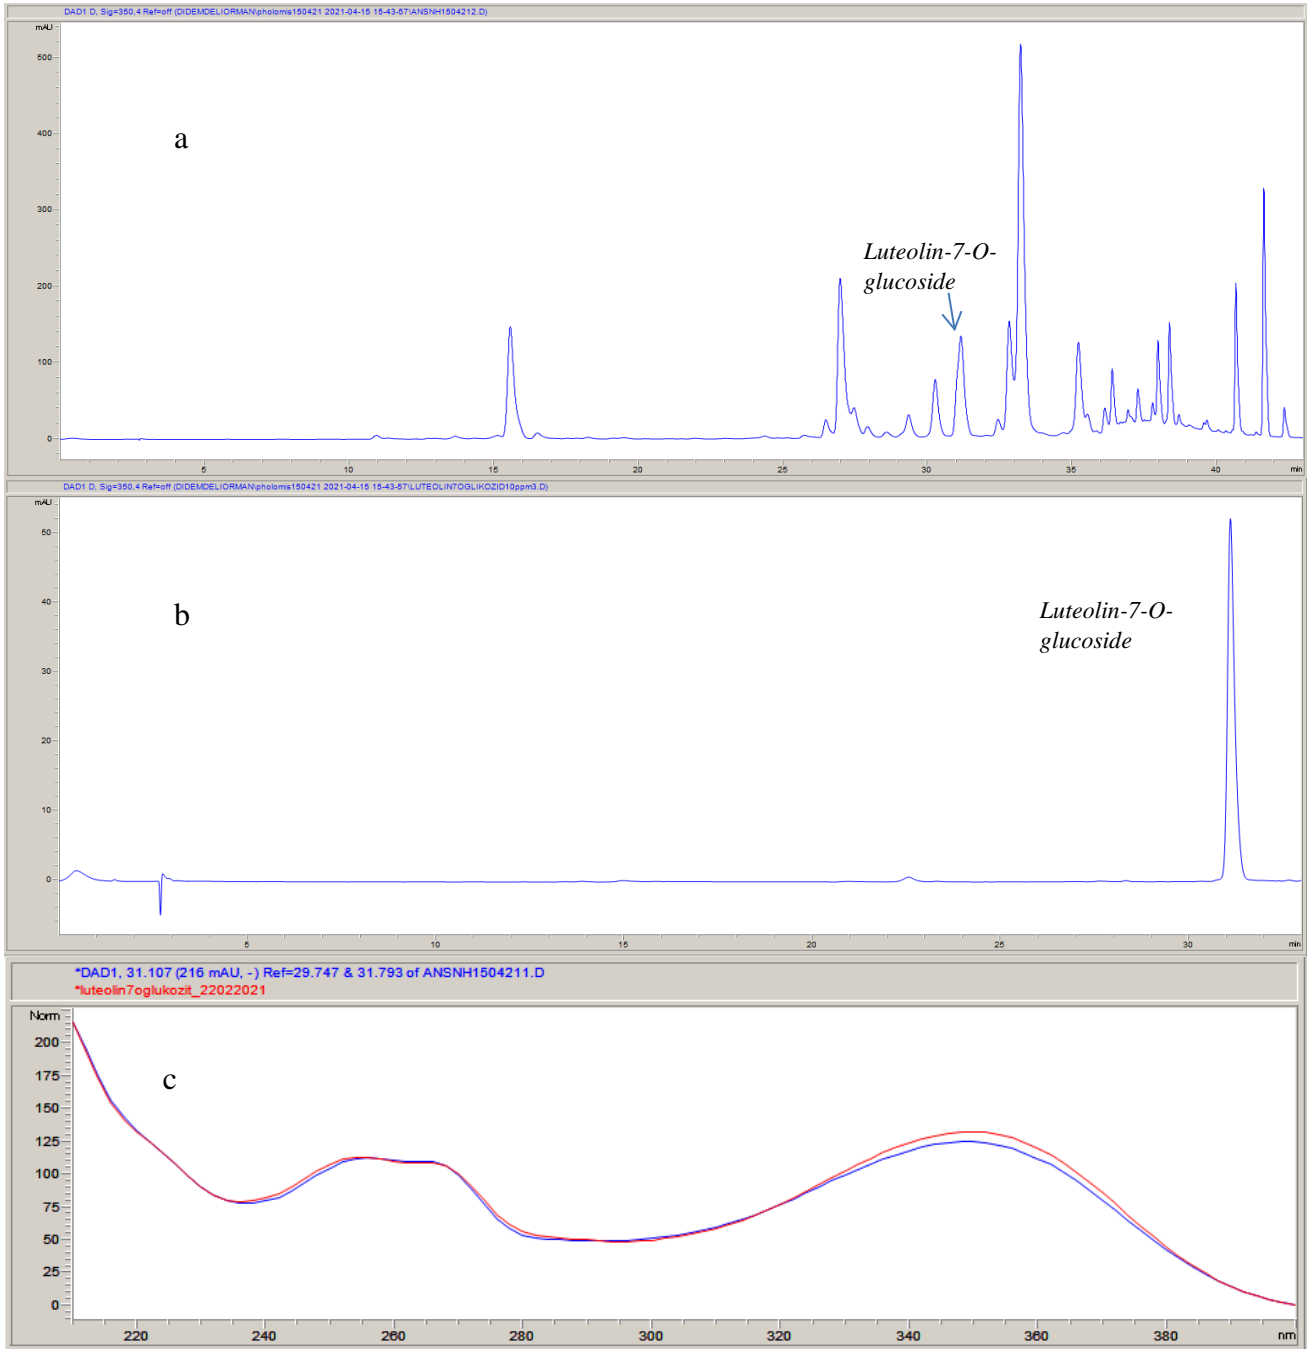 DAD1 D, Sig=350,4 Ref=off (DIDEMDELIORMAN\pholomis150421 2021-04-15 15-43-57\ANSNH1504212.D)
mAU
500
400
300
200
100
0
a
Luteolin-7-O-
glucoside
5 10 15 20 25 30 35 40 min
DAD1 D, Sig=350,4 Ref=off (DIDEMDELIORMAN\pholomis150421 2021-04-15 15-43-57\LUTEOLIN7OGLIKOZID10ppm3.D)
mAU
50
40
30
20
10
0
b
Luteolin-7-O-
glucoside
5 10 15 20 25 30 min
*DAD1, 31.107 (216 mAU, -) Ref=29.747 & 31.793 of ANSNH1504211.D
*luteolin7oglukozit_22022021
Norm
200
175
150
125
100
75
50
25
0
c
220 240 260 280 300 320 340 360 380 nm